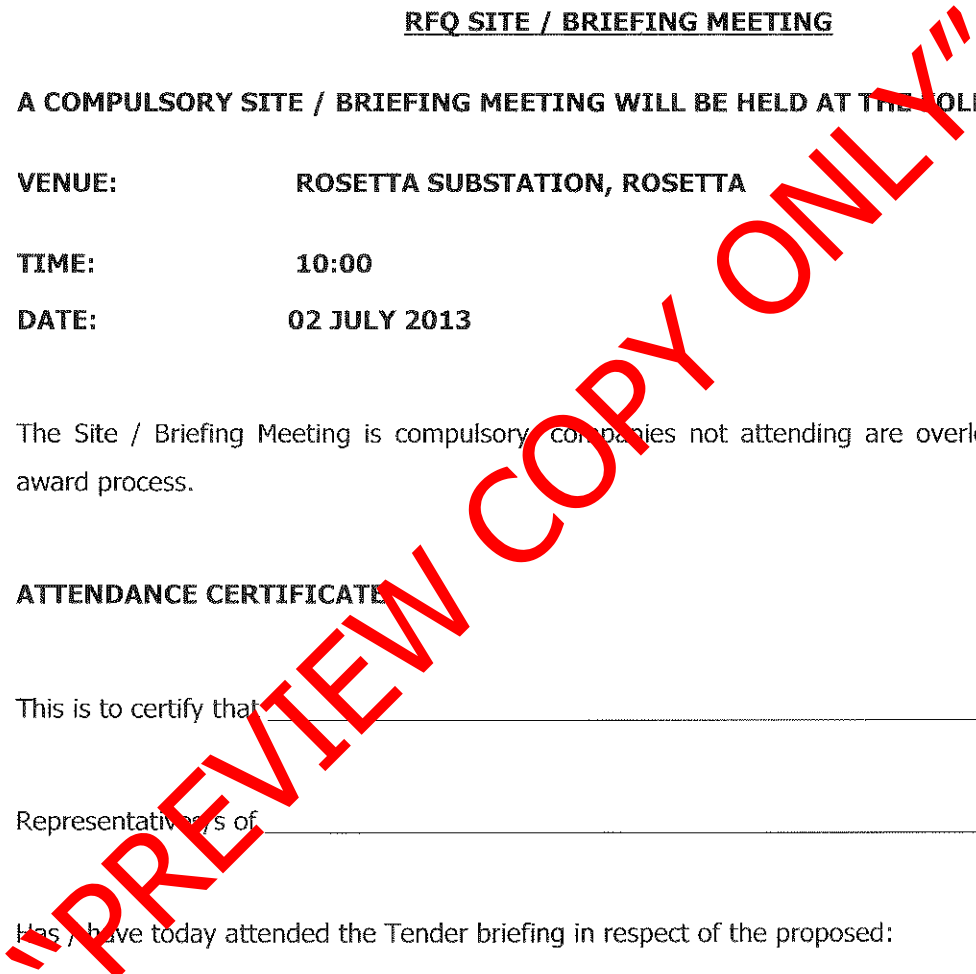 RFQ SITE / BRIEFING MEETING
A COMPULSORY SITE / BRIEFING MEETING WILL BE HELD AT THE
VENUE: ROSETTA SUBSTATION, ROSETTA
TIME: 10:00
DATE: 02 JULY 2013
The Site / Briefing Meeting is compulsory, companies not attending are
award process.
ATTENDANCE CERTIFICATE
This is to certify that
Representative/s of
Has / have today attended the Tender briefing in respect of the proposed:
"PREVIEW COPY ONLY"